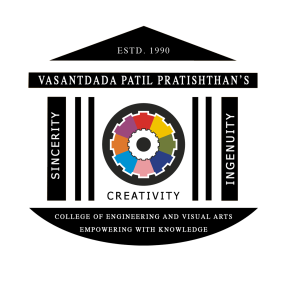 ESTD. 1990
VASANTDADA PATIL PRATISHTHAN'S
SINCERITY
CREATIVITY
INGENUITY
COLLEGE OF ENGINEERING AND VISUAL ARTS
EMPOWERING WITH KNOWLEDGE